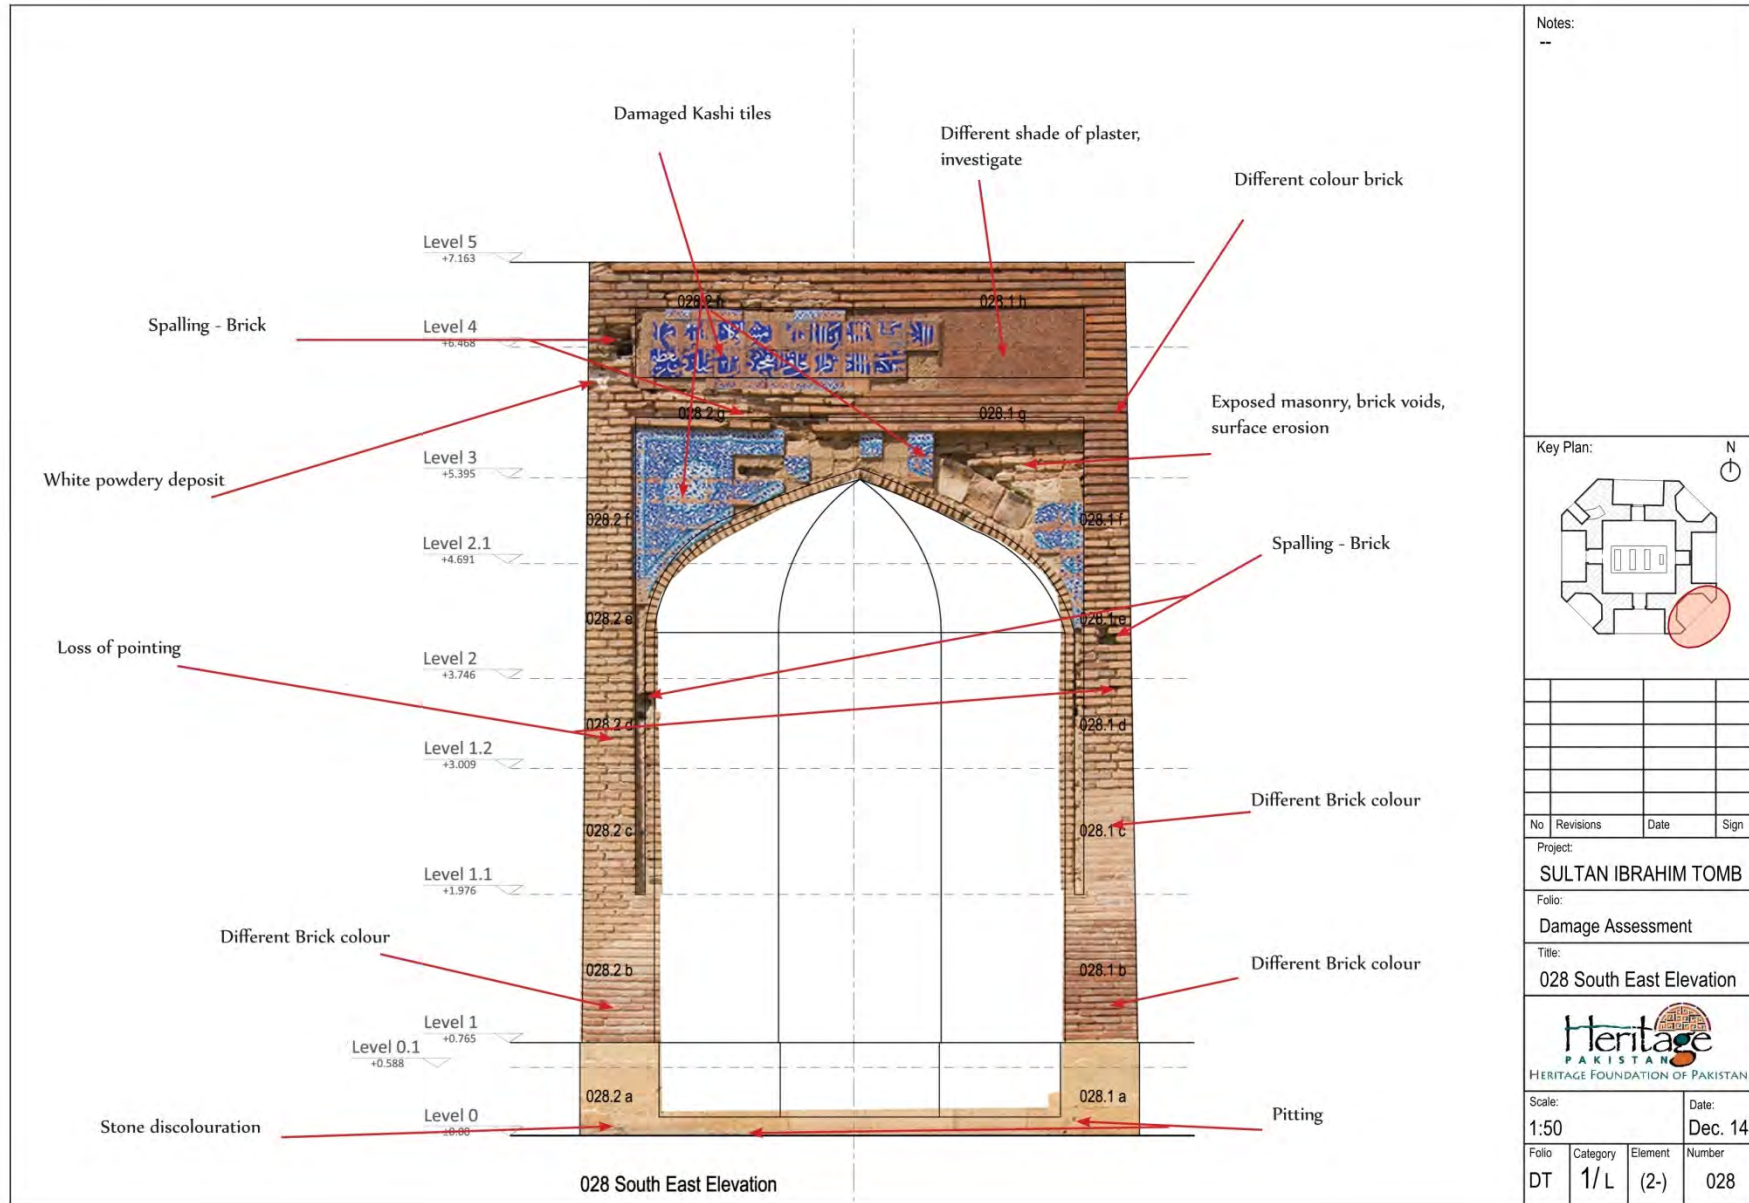 Damaged Kashi tiles
Different shade of plaster,
investigate
Different colour brick
Level 5
+7.163
Spalling - Brick
Level 4
+6.468
028.2 h
028.1 h
White powdery deposit
028.2 g
028.1 g
Exposed masonry, brick voids,
surface erosion
Level 3
+5.395
028.2 f
028.1 f
Level 2.1
+4.691
Spalling - Brick
028.2 e
028.1 e
Loss of pointing
Level 2
+3.746
028.2 d
028.1 d
Level 1.2
+3.009
Different Brick colour
028.2 c
028.1 c
Level 1.1
+1.976
Different Brick colour
028.2 b
028.1 b
Different Brick colour
Level 1
+0.765
Level 0.1
+0.588
028.2 a
028.1 a
Level 0
±0.00
Stone discolouration
Pitting
028 South East Elevation
Notes:
--
Key Plan:
N
No Revisions Date Sign
Project:
SULTAN IBRAHIM TOMB
Folio:
Damage Assessment
Title:
028 South East Elevation
Heritage
PAKISTAN
HERITAGE FOUNDATION OF PAKISTAN
Scale: Date:
1:50 Dec. 14
Folio Category Element Number
DT 1/ L (2-) 028